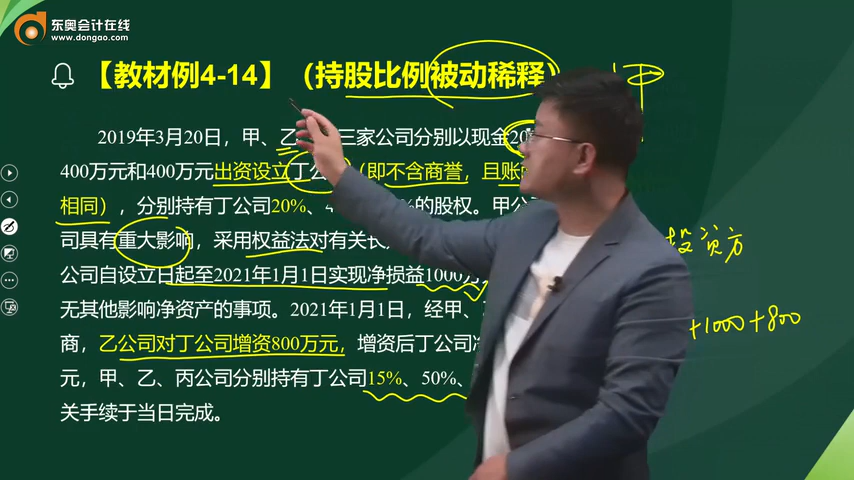 东奥会计在线
www.dongao.com
【教材例4-14】（持股比例被动稀释）
甲
2019年3月20日，甲、乙 三家公司分别以现金20
400万元和400万元出资设立丁公 （即不含商誉，且账
相同），分别持有丁公司20%、4 %的股权。甲公
司具有重大影响，采用权益法对有关长
投资方
公司自设立日起至2021年1月1日实现净损益1000万
无其他影响净资产的事项。2021年1月1日，经甲、
+1000+800
商，乙公司对丁公司增资800万元，增资后丁公司
元，甲、乙、丙公司分别持有丁公司15%、50%、
关手续于当日完成。